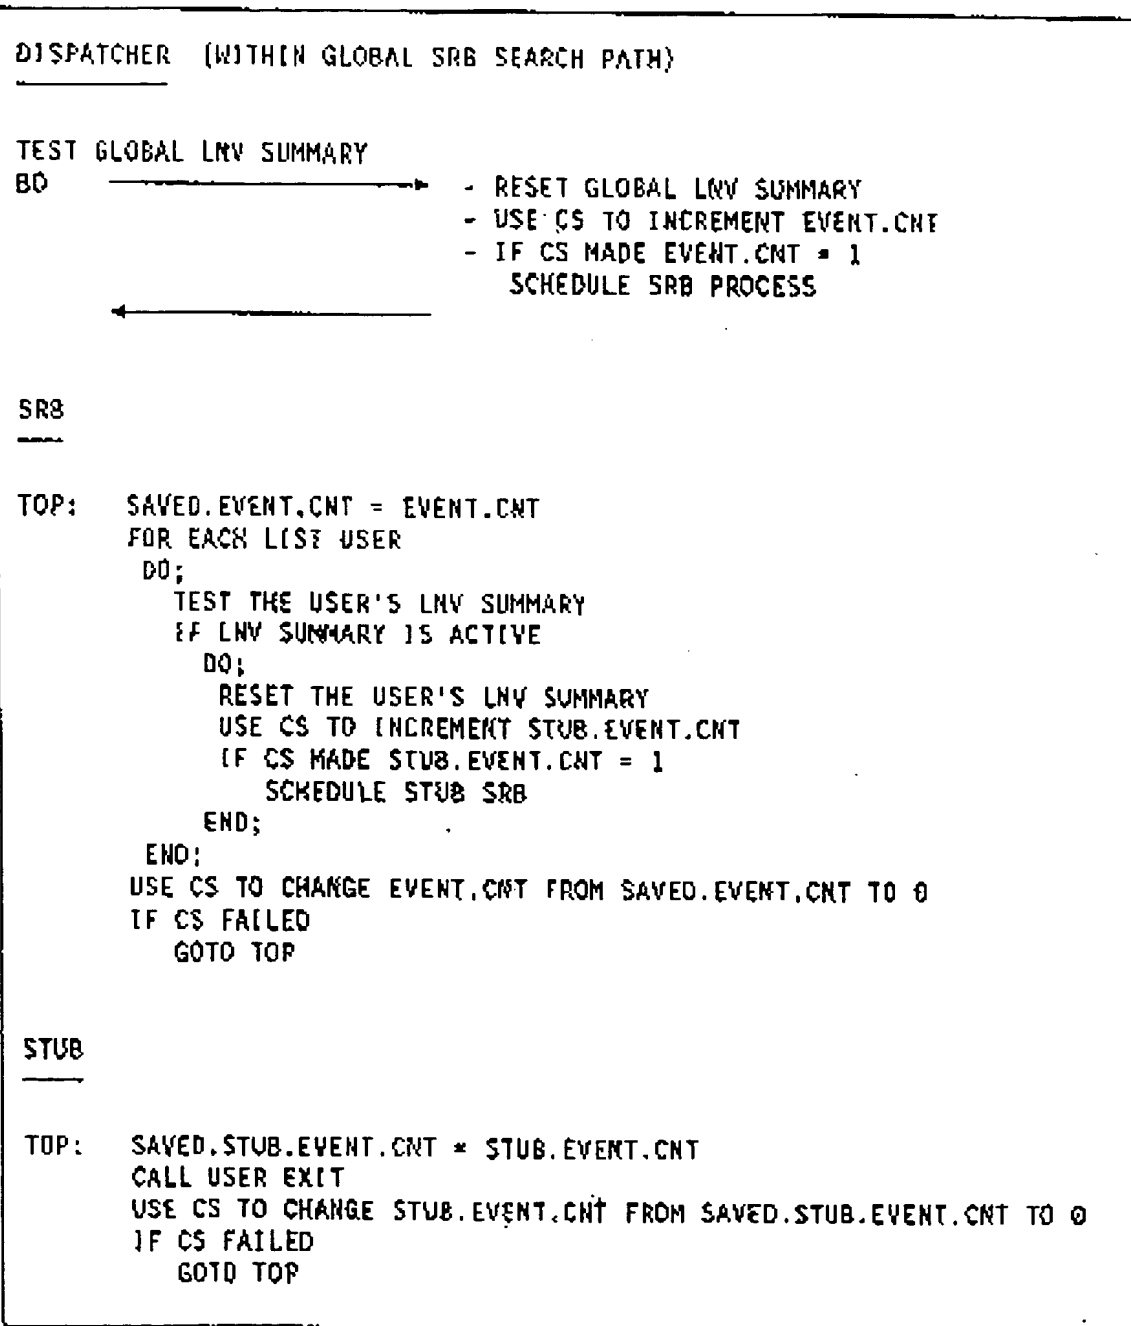 DISPATCHER (WITHIN GLOBAL SRB SEARCH PATH)
TEST GLOBAL LNV SUMMARY
BO
- RESET GLOBAL LNV SUMMARY
- USE CS TO INCREMENT EVENT.CNT
- IF CS MADE EVENT.CNT = 1
SCHEDULE SRB PROCESS
SRB
TOP: SAVED.EVENT.CNT = EVENT.CNT
FOR EACH LIST USER
DO;
TEST THE USER'S LNV SUMMARY
IF LNV SUMMARY IS ACTIVE
DO;
RESET THE USER'S LNV SUMMARY
USE CS TO INCREMENT STUB.EVENT.CNT
IF CS MADE STUB.EVENT.CNT = 1
SCHEDULE STUB SRB
END;
END;
USE CS TO CHANGE EVENT.CNT FROM SAVED.EVENT.CNT TO 0
IF CS FAILED
GOTO TOP
STUB
TOP: SAVED.STUB.EVENT.CNT = STUB.EVENT.CNT
CALL USER EXIT
USE CS TO CHANGE STUB.EVENT.CNT FROM SAVED.STUB.EVENT.CNT TO 0
IF CS FAILED
GOTO TOP